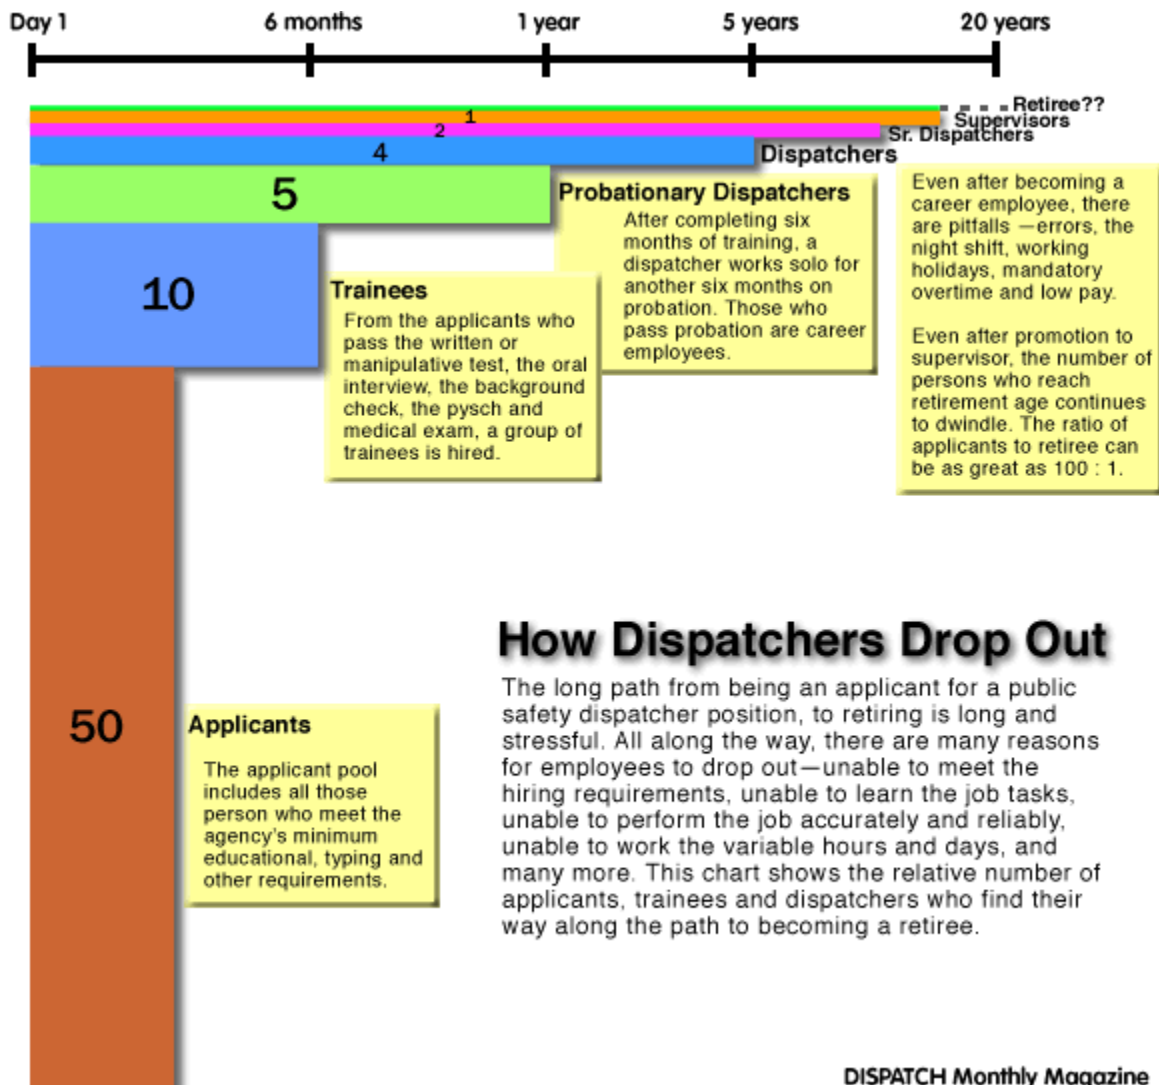 Day 1 6 months 1 year 5 years 20 years
Retiree??
1 Supervisors
2 Sr. Dispatchers
4 Dispatchers
5
Probationary Dispatchers
After completing six
months of training, a
dispatcher works solo for
another six months on
probation. Those who
pass probation are career
employees.
Even after becoming a
career employee, there
are pitfalls —errors, the
night shift, working
holidays, mandatory
overtime and low pay.
Even after promotion to
supervisor, the number of
persons who reach
retirement age continues
to dwindle. The ratio of
applicants to retiree can
be as great as 100 : 1.
10
Trainees
From the applicants who
pass the written or
manipulative test, the oral
interview, the background
check, the pysch and
medical exam, a group of
trainees is hired.
50
Applicants
The applicant pool
includes all those
person who meet the
agency's minimum
educational, typing and
other requirements.
How Dispatchers Drop Out
The long path from being an applicant for a public
safety dispatcher position, to retiring is long and
stressful. All along the way, there are many reasons
for employees to drop out—unable to meet the
hiring requirements, unable to learn the job tasks,
unable to perform the job accurately and reliably,
unable to work the variable hours and days, and
many more. This chart shows the relative number of
applicants, trainees and dispatchers who find their
way along the path to becoming a retiree.
DISPATCH Monthly Magazine